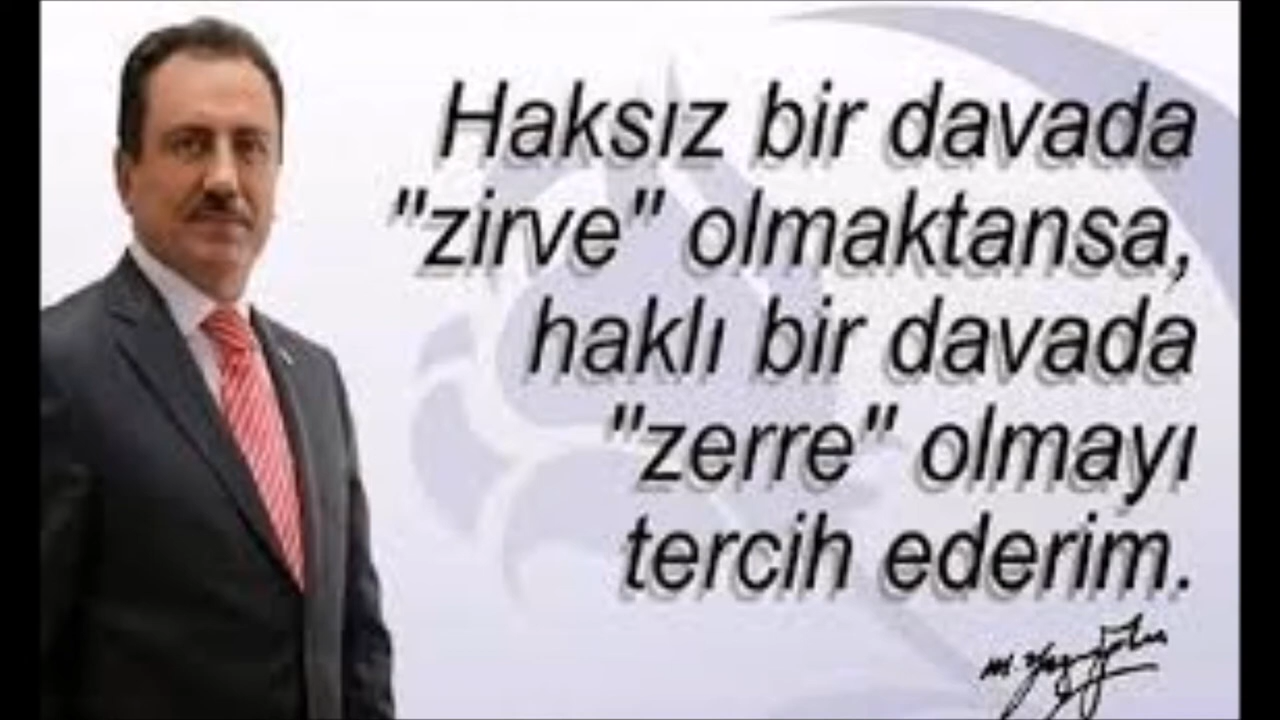 Haksız bir davada
"zirve" olmaktansa,
haklı bir davada
"zerre" olmayı
tercih ederim.